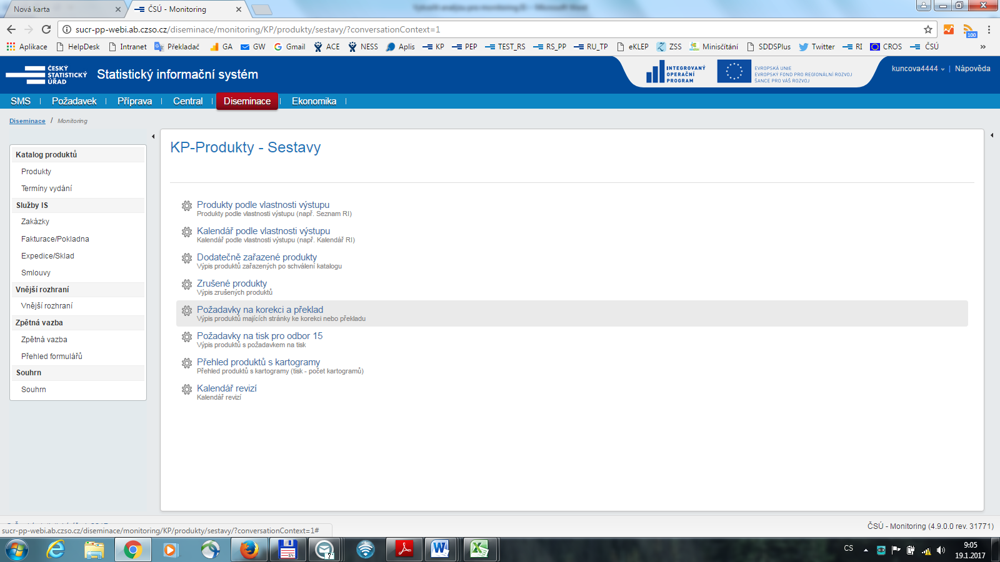 Nová karta
ČSÚ - Monitoring
sucr-pp-webi.ab.czso.cz/diseminace/monitoring/KP/produkty/sestavy/?conversationContext=1
100
Aplikace HelpDesk Intranet Překladač GA GW Gmail ACE NESS Aplis KP PEP TEST_RS RS_PP RU_TP eKLEP ZSS Minisčítání SDDSPlus Twitter RI CROS ČSÚ »
ČESKÝ
STATISTICKÝ
ÚŘAD
Statistický informační systém
INTEGROVANÝ
OPERAČNÍ
PROGRAM
EVROPSKÁ UNIE
EVROPSKÝ FOND PRO REGIONÁLNÍ ROZVOJ
ŠANCE PRO VÁŠ ROZVOJ
kuncova4444 | Nápověda
SMS | Požadavek | Příprava | Central | Diseminace | Ekonomika |
Diseminace / Monitoring
Katalog produktů
Produkty
Termíny vydání
Služby IS
Zakázky
Fakturace/Pokladna
Expedice/Sklad
Smlouvy
Vnější rozhraní
Vnější rozhraní
Zpětná vazba
Zpětná vazba
Přehled formulářů
Souhrn
Souhrn
KP-Produkty - Sestavy
Produkty podle vlastnosti výstupu
Produkty podle vlastnosti výstupu (např. Seznam RI)
Kalendář podle vlastnosti výstupu
Kalendář podle vlastnosti výstupu (např. Kalendář RI)
Dodatečně zařazené produkty
Výpis produktů zařazených po schválení katalogu
Zrušené produkty
Výpis zrušených produktů
Požadavky na korekci a překlad
Výpis produktů majících stránky ke korekci nebo překladu
Požadavky na tisk pro odbor 15
Výpis produktů s požadavkem na tisk
Přehled produktů s kartogramy
Přehled produktů s kartogramy (tisk - počet kartogramů)
Kalendář revizí
Kalendář revizí
ČSÚ - Monitoring (4.9.0.0 rev. 31771)
sucr-pp-webi.ab.czso.cz/diseminace/monitoring/KP/produkty/sestavy/?conversationContext=1#
64
?
CS
9:05
19.1.2017